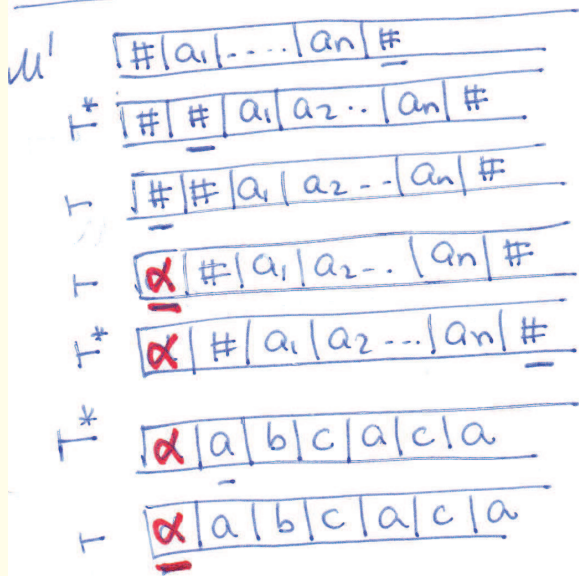 M' |#|a₁|....|aₙ|#
⊢* |#|#|a₁|a₂..|aₙ|#
⊢ |#|#|a₁|a₂--|aₙ|#
⊢ |α|#|a₁|a₂-.|aₙ|#
⊢* |α|#|a₁|a₂---|aₙ|#
⊢* |α|a|b|c|a|c|a
⊢ |α|a|b|c|a|c|a